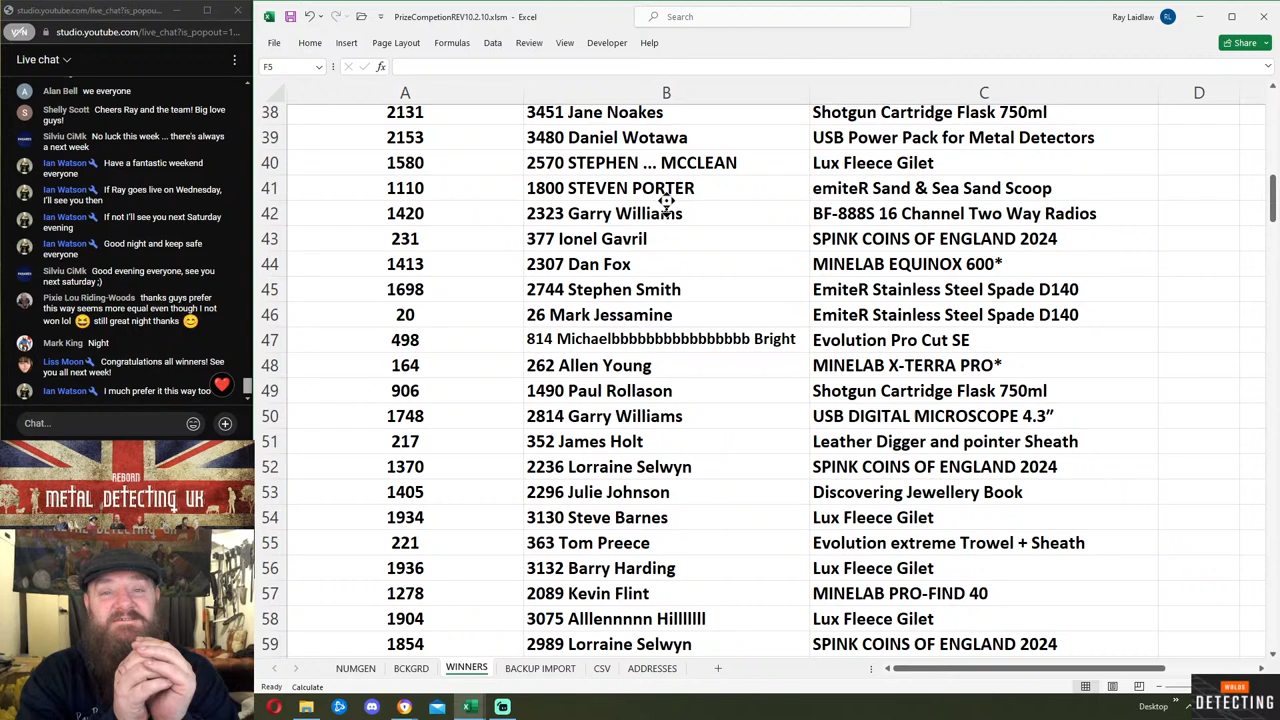 studio.youtube.com/live_chat?is_popou...
studio.youtube.com/live_chat?is_popout=1...
Live chat
Alan Bell we everyone
Shelly Scott Cheers Ray and the team! Big love
guys!
Silviu CiMk No luck this week ... there's always
a next week
Ian Watson Have a fantastic weekend
everyone
Ian Watson If Ray goes live on Wednesday,
I'll see you then
Ian Watson If not I'll see you next Saturday
evening
Ian Watson Good night and keep safe
everyone
Silviu CiMk Good evening everyone, see you
next saturday ;)
Pixie Lou Riding-Woods thanks guys prefer
this way seems more equal even though I not
won lol 😆 still great night thanks 😊
Mark King Night
Liss Moon Congratulations all winners! See
you all next week!
Ian Watson I much prefer it this way too
Chat...
REBORN
METAL DETECTING UK
PrizeCompetionREV10.2.10.xlsm - Excel
Search
Ray Laidlaw RL
File Home Insert Page Layout Formulas Data Review View Developer Help
Share
F5 fx
A B C D
38 2131 3451 Jane Noakes Shotgun Cartridge Flask 750ml
39 2153 3480 Daniel Wotawa USB Power Pack for Metal Detectors
40 1580 2570 STEPHEN ... MCCLEAN Lux Fleece Gilet
41 1110 1800 STEVEN PORTER emiteR Sand & Sea Sand Scoop
42 1420 2323 Garry Williams BF-888S 16 Channel Two Way Radios
43 231 377 Ionel Gavril SPINK COINS OF ENGLAND 2024
44 1413 2307 Dan Fox MINELAB EQUINOX 600*
45 1698 2744 Stephen Smith EmiteR Stainless Steel Spade D140
46 20 26 Mark Jessamine EmiteR Stainless Steel Spade D140
47 498 814 Michaelbbbbbbbbbbbbbbbb Bright Evolution Pro Cut SE
48 164 262 Allen Young MINELAB X-TERRA PRO*
49 906 1490 Paul Rollason Shotgun Cartridge Flask 750ml
50 1748 2814 Garry Williams USB DIGITAL MICROSCOPE 4.3”
51 217 352 James Holt Leather Digger and pointer Sheath
52 1370 2236 Lorraine Selwyn SPINK COINS OF ENGLAND 2024
53 1405 2296 Julie Johnson Discovering Jewellery Book
54 1934 3130 Steve Barnes Lux Fleece Gilet
55 221 363 Tom Preece Evolution extreme Trowel + Sheath
56 1936 3132 Barry Harding Lux Fleece Gilet
57 1278 2089 Kevin Flint MINELAB PRO-FIND 40
58 1904 3075 Alllennnnn Hilllllll Lux Fleece Gilet
59 1854 2989 Lorraine Selwyn SPINK COINS OF ENGLAND 2024
NUMGEN BCKGRD WINNERS BACKUP IMPORT CSV ADDRESSES
Ready Calculate
Desktop
DETECTING